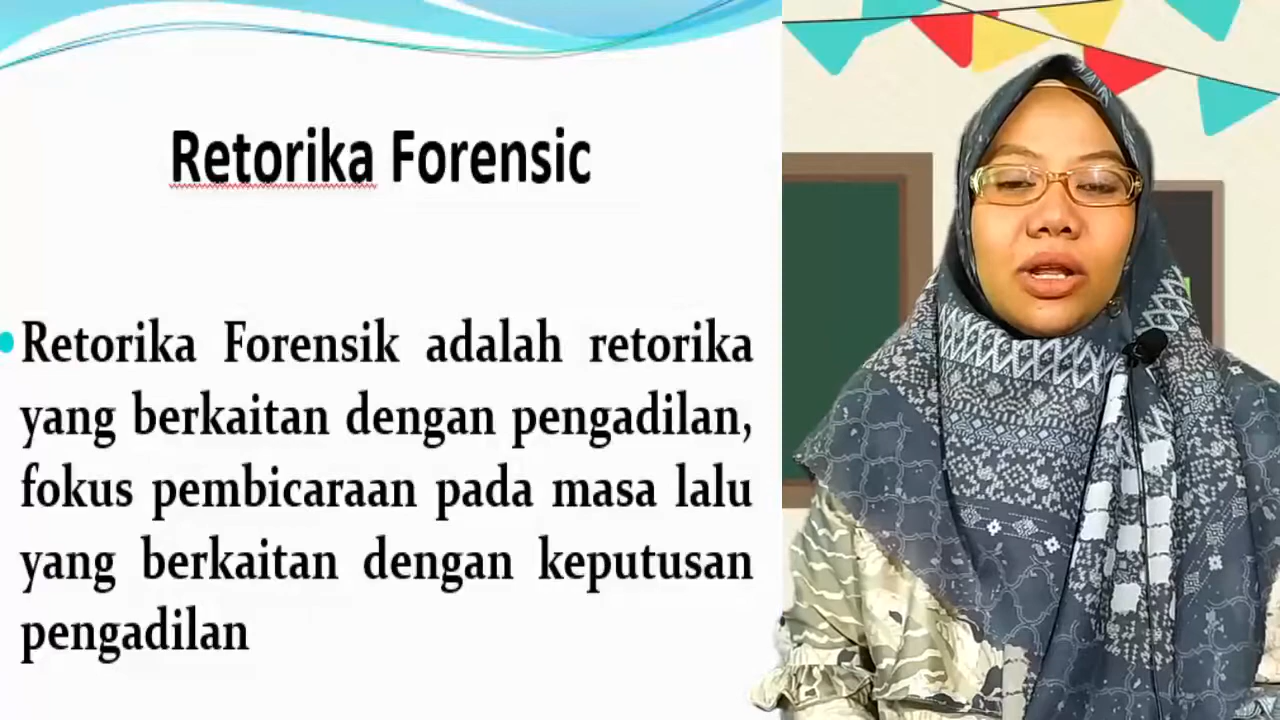 Retorika Forensic
Retorika Forensik adalah retorika
yang berkaitan dengan pengadilan,
fokus pembicaraan pada masa lalu
yang berkaitan dengan keputusan
pengadilan